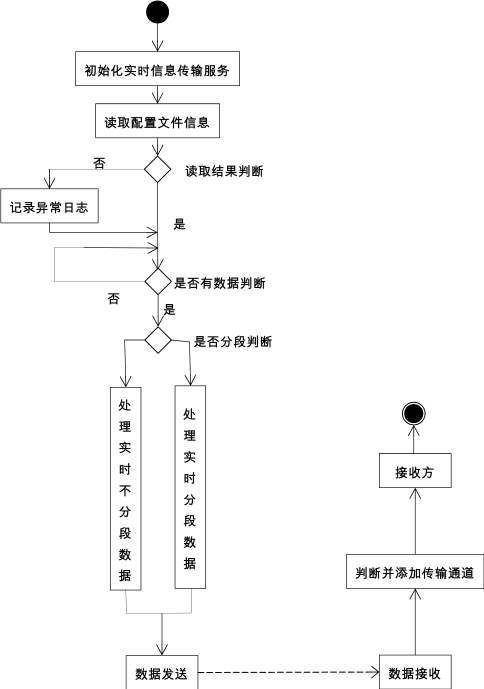 初始化实时信息传输服务
读取配置文件信息
否
读取结果判断
记录异常日志
是
是否有数据判断
否
是
是否分段判断
处理实时不分段数据
处理实时分段数据
接收方
判断并添加传输通道
数据发送
数据接收